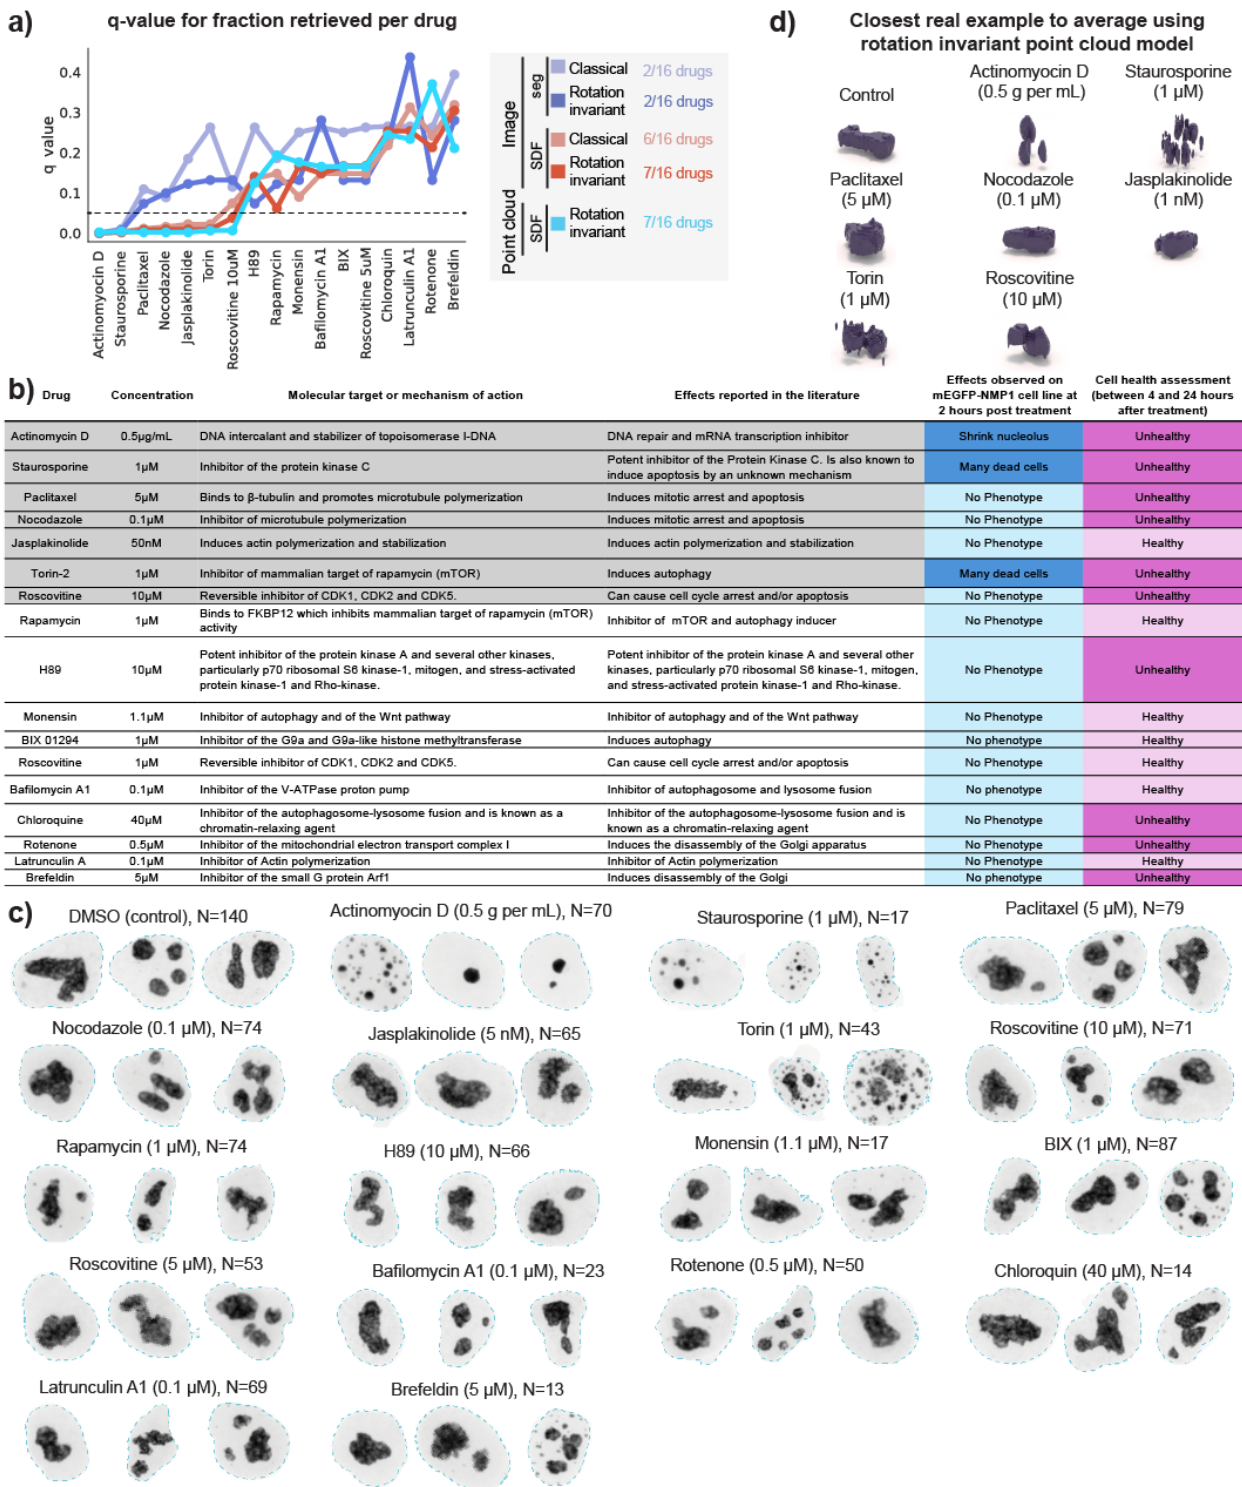 a)
q-value for fraction retrieved per drug
q value
0.4
0.3
0.2
0.1
0.0
Actinomyocin D
Staurosporine
Paclitaxel
Nocodazole
Jasplakinolide
Torin
Roscovitine 10uM
H89
Rapamycin
Monensin
Bafilomycin A1
BIX
Roscovitine 5uM
Chloroquin
Latrunculin A1
Rotenone
Brefeldin
Image
seg
Classical 2/16 drugs
Rotation
invariant 2/16 drugs
SDF
Classical 6/16 drugs
Rotation
invariant 7/16 drugs
Point cloud
SDF
Rotation
invariant 7/16 drugs
d)
Closest real example to average using
rotation invariant point cloud model
Control
Actinomyocin D
(0.5 g per mL)
Staurosporine
(1 µM)
Paclitaxel
(5 µM)
Nocodazole
(0.1 µM)
Jasplakinolide
(1 nM)
Torin
(1 µM)
Roscovitine
(10 µM)
b)
Drug Concentration Molecular target or mechanism of action Effects reported in the literature
Effects observed on
mEGFP-NMP1 cell line at
2 hours post treatment
Cell health assessment
(between 4 and 24 hours
after treatment)
Actinomycin D 0.5µg/mL DNA intercalant and stabilizer of topoisomerase I-DNA DNA repair and mRNA transcription inhibitor Shrink nucleolus Unhealthy
Staurosporine 1µM Inhibitor of the protein kinase C
Potent inhibitor of the Protein Kinase C. Is also known to
induce apoptosis by an unknown mechanism
Many dead cells Unhealthy
Paclitaxel 5µM Binds to β-tubulin and promotes microtubule polymerization Induces mitotic arrest and apoptosis No Phenotype Unhealthy
Nocodazole 0.1µM Inhibitor of microtubule polymerization Induces mitotic arrest and apoptosis No Phenotype Unhealthy
Jasplakinolide 50nM Induces actin polymerization and stabilization Induces actin polymerization and stabilization No Phenotype Healthy
Torin-2 1µM Inhibitor of mammalian target of rapamycin (mTOR) Induces autophagy Many dead cells Unhealthy
Roscovitine 10µM Reversible inhibitor of CDK1, CDK2 and CDK5. Can cause cell cycle arrest and/or apoptosis No Phenotype Unhealthy
Rapamycin 1µM
Binds to FKBP12 which inhibits mammalian target of rapamycin (mTOR)
activity
Inhibitor of mTOR and autophagy inducer No Phenotype Healthy
H89 10µM
Potent inhibitor of the protein kinase A and several other kinases,
particularly p70 ribosomal S6 kinase-1, mitogen, and stress-activated
protein kinase-1 and Rho-kinase.
Potent inhibitor of the protein kinase A and several other
kinases, particularly p70 ribosomal S6 kinase-1, mitogen,
and stress-activated protein kinase-1 and Rho-kinase.
No Phenotype Unhealthy
Monensin 1.1µM Inhibitor of autophagy and of the Wnt pathway Inhibitor of autophagy and of the Wnt pathway No Phenotype Healthy
BIX 01294 1µM Inhibitor of the G9a and G9a-like histone methyltransferase Induces autophagy No phenotype Healthy
Roscovitine 1µM Reversible inhibitor of CDK1, CDK2 and CDK5. Can cause cell cycle arrest and/or apoptosis No Phenotype Healthy
Bafilomycin A1 0.1µM Inhibitor of the V-ATPase proton pump Inhibitor of autophagosome and lysosome fusion No Phenotype Healthy
Chloroquine 40µM
Inhibitor of the autophagosome-lysosome fusion and is known as a
chromatin-relaxing agent
Inhibitor of the autophagosome-lysosome fusion and is
known as a chromatin-relaxing agent
No Phenotype Unhealthy
Rotenone 0.5µM Inhibitor of the mitochondrial electron transport complex I Induces the disassembly of the Golgi apparatus No Phenotype Unhealthy
Latrunculin A 0.1µM Inhibitor of Actin polymerization Inhibitor of Actin polymerization No Phenotype Healthy
Brefeldin 5µM Inhibitor of the small G protein Arf1 Induces disassembly of the Golgi No phenotype Unhealthy
c)
DMSO (control), N=140
Actinomyocin D (0.5 g per mL), N=70
Staurosporine (1 µM), N=17
Paclitaxel (5 µM), N=79
Nocodazole (0.1 µM), N=74
Jasplakinolide (5 nM), N=65
Torin (1 µM), N=43
Roscovitine (10 µM), N=71
Rapamycin (1 µM), N=74
H89 (10 µM), N=66
Monensin (1.1 µM), N=17
BIX (1 µM), N=87
Roscovitine (5 µM), N=53
Bafilomycin A1 (0.1 µM), N=23
Rotenone (0.5 µM), N=50
Chloroquin (40 µM), N=14
Latrunculin A1 (0.1 µM), N=69
Brefeldin (5 µM), N=13